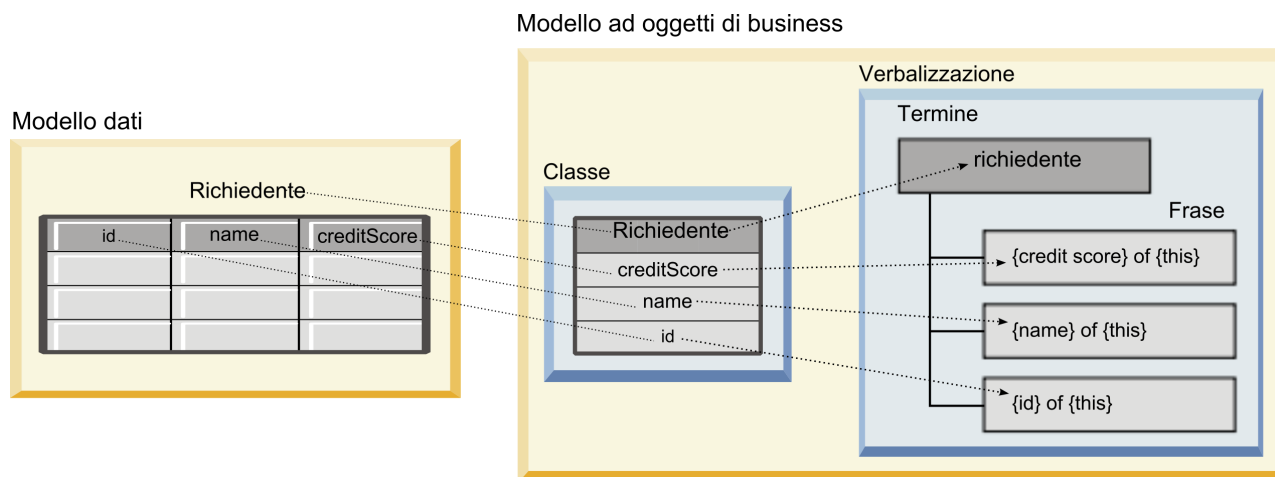 Modello ad oggetti di business
Modello dati
Richiedente
id
name
creditScore
Classe
Richiedente
creditScore
name
id
Verbalizzazione
Termine
richiedente
Frase
{credit score} of {this}
{name} of {this}
{id} of {this}